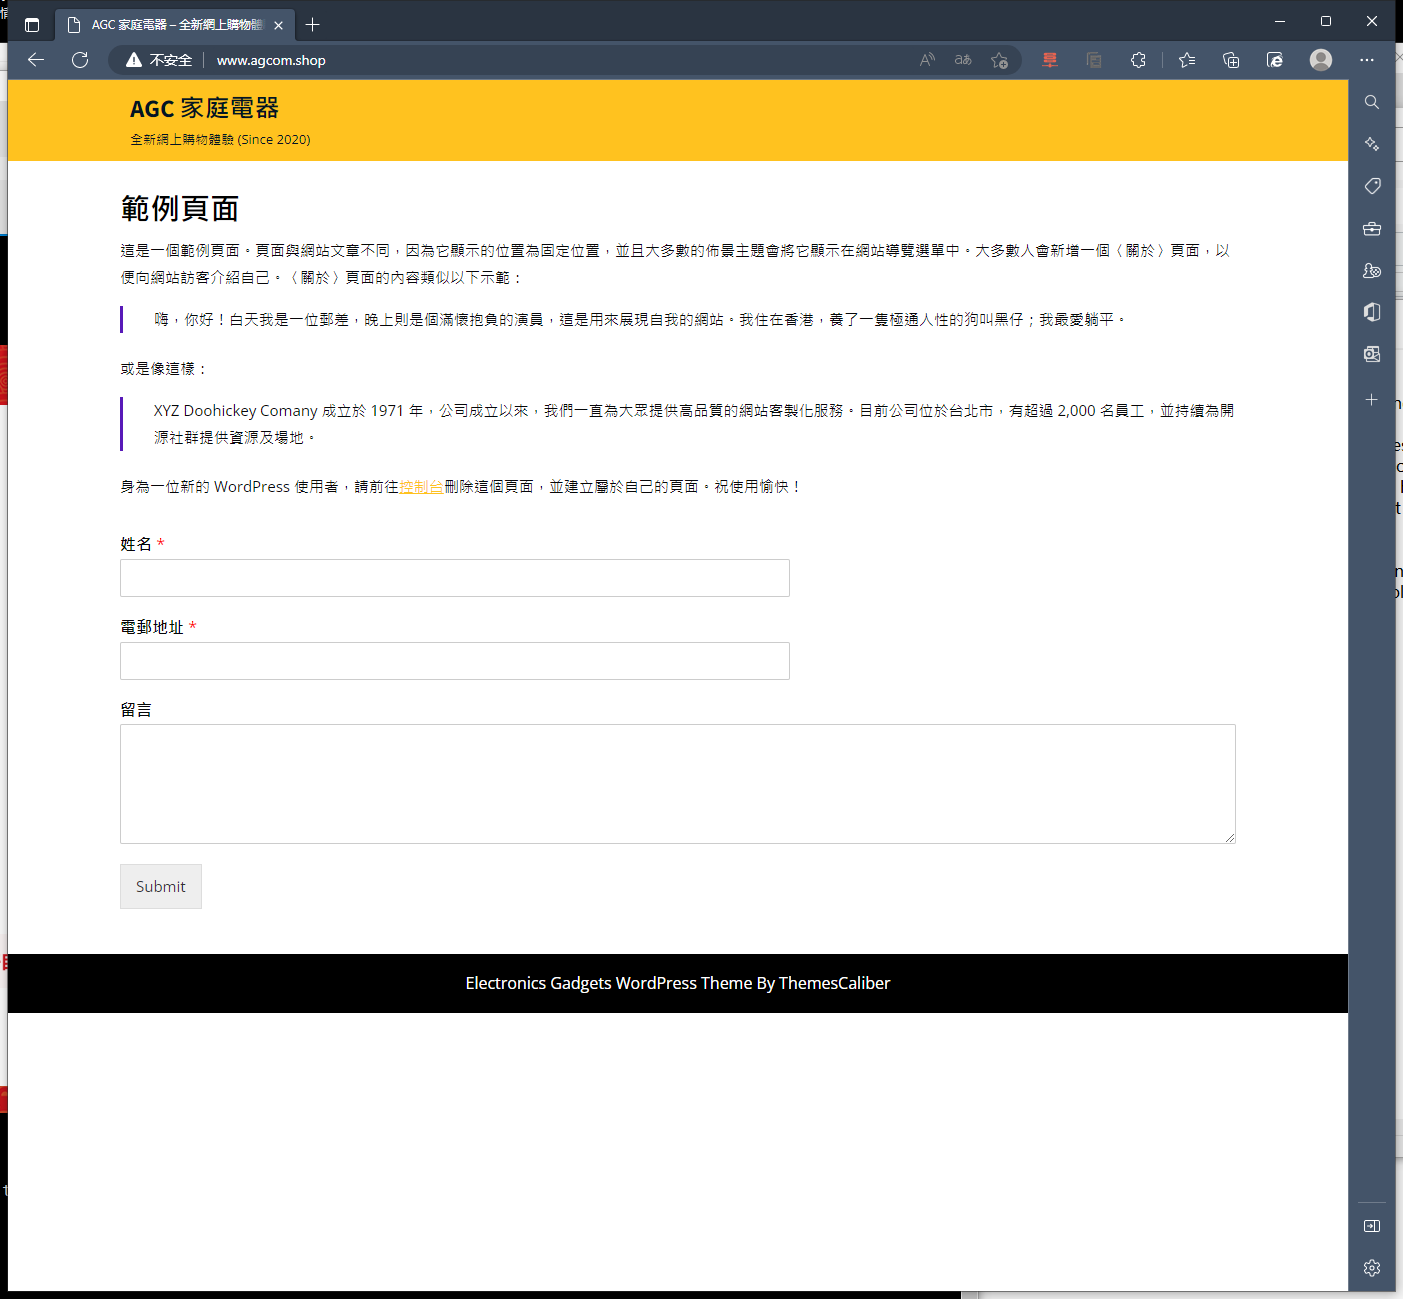 AGC 家庭電器 – 全新網上購物體
不安全
www.agcom.shop
AGC 家庭電器
全新網上購物體驗 (Since 2020)
範例頁面
這是一個範例頁面。頁面與網站文章不同，因為它顯示的位置為固定位置，並且大多數的佈景主題會將它顯示在網站導覽選單中。大多數人會新增一個〈關於〉頁面，以
便向網站訪客介紹自己。〈關於〉頁面的內容類似以下示範：
嗨，你好！白天我是一位郵差，晚上則是個滿懷抱負的演員，這是用來展現自我的網站。我住在香港，養了一隻極通人性的狗叫黑仔；我最愛躺平。
或是像這樣：
XYZ Doohickey Comany 成立於 1971 年，公司成立以來，我們一直為大眾提供高品質的網站客製化服務。目前公司位於台北市，有超過 2,000 名員工，並持續為開
源社群提供資源及場地。
身為一位新的 WordPress 使用者，請前往控制台刪除這個頁面，並建立屬於自己的頁面。祝使用愉快！
姓名 *
電郵地址 *
留言
Submit
Electronics Gadgets WordPress Theme By ThemesCaliber